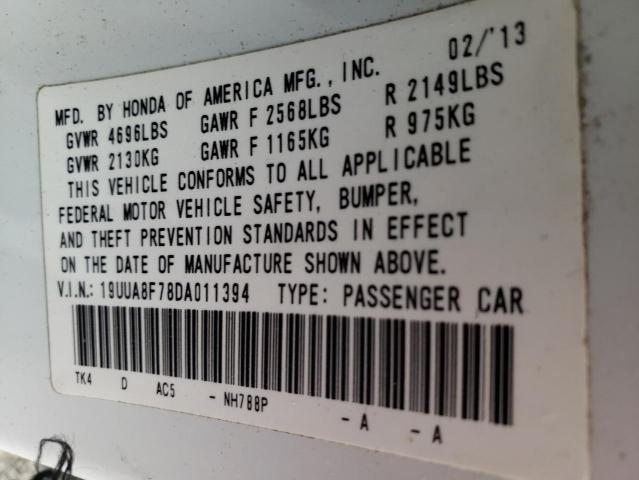 02/'13
MFD. BY HONDA OF AMERICA MFG., INC.
GVWR 4696LBS GAWR F 2568LBS R 2149LBS
GVWR 2130KG GAWR F 1165KG R 975KG
THIS VEHICLE CONFORMS TO ALL APPLICABLE
FEDERAL MOTOR VEHICLE SAFETY, BUMPER,
AND THEFT PREVENTION STANDARDS IN EFFECT
ON THE DATE OF MANUFACTURE SHOWN ABOVE.
V.I.N.: 19UUA8F78DA011394 TYPE: PASSENGER CAR
TK4 D AC5 - NH788P - A - A